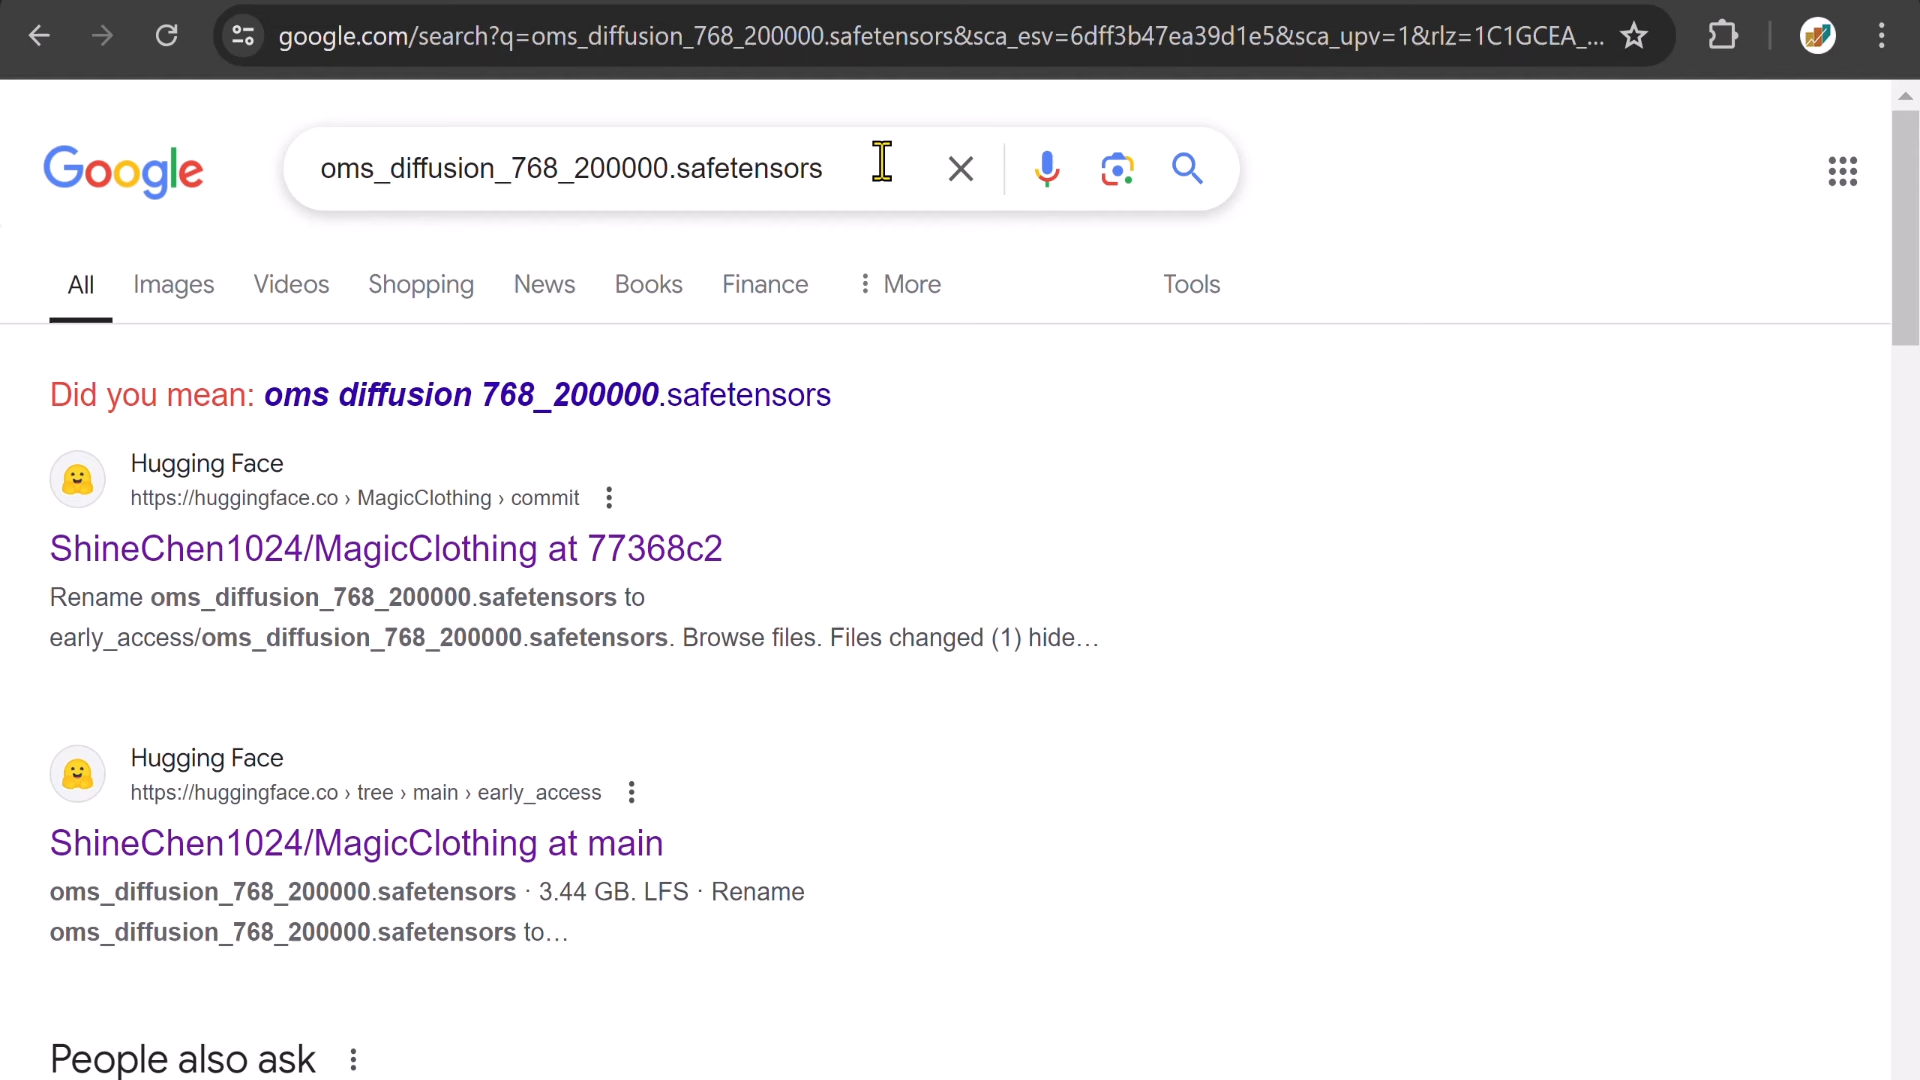 google.com/search?q=oms_diffusion_768_200000.safetensors&sca_esv=6dff3b47ea39d1e5&sca_upv=1&rlz=1C1GCEA_...
Google
oms_diffusion_768_200000.safetensors
All Images Videos Shopping News Books Finance More Tools
Did you mean: oms diffusion 768_200000.safetensors
Hugging Face
https://huggingface.co › MagicClothing › commit
ShineChen1024/MagicClothing at 77368c2
Rename oms_diffusion_768_200000.safetensors to
early_access/oms_diffusion_768_200000.safetensors. Browse files. Files changed (1) hide...
Hugging Face
https://huggingface.co › tree › main › early_access
ShineChen1024/MagicClothing at main
oms_diffusion_768_200000.safetensors · 3.44 GB. LFS · Rename
oms_diffusion_768_200000.safetensors to...
People also ask